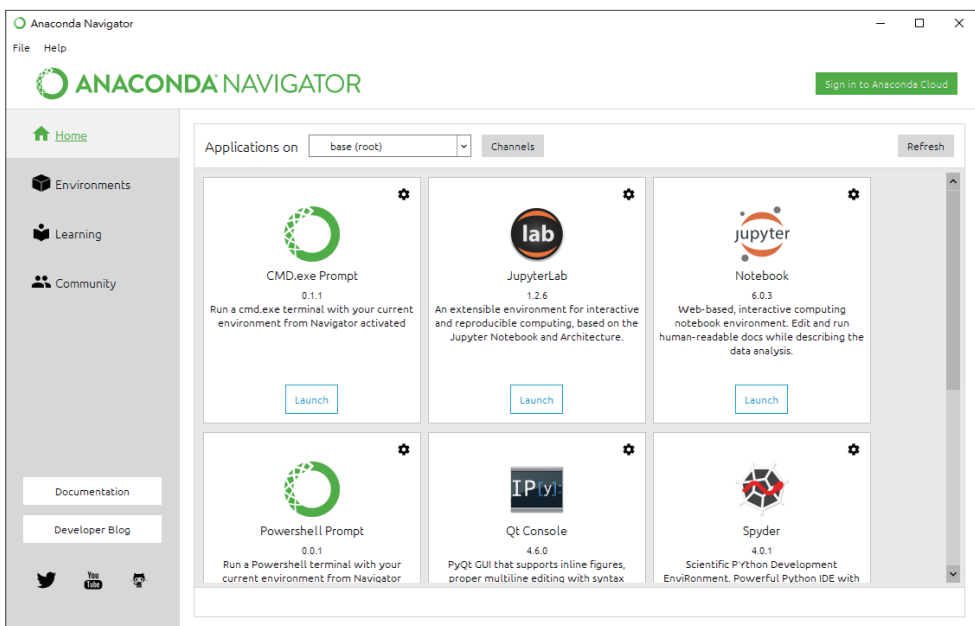 Anaconda Navigator
File Help
ANACONDA NAVIGATOR
Sign in to Anaconda Cloud
Home
Environments
Learning
Community
Documentation
Developer Blog
You
Tube
Applications on base (root) Channels Refresh
CMD.exe Prompt
0.1.1
Run a cmd.exe terminal with your current
environment from Navigator activated
Launch
lab
JupyterLab
1.2.6
An extensible environment for interactive
and reproducible computing, based on the
Jupyter Notebook and Architecture.
Launch
jupyter
Notebook
6.0.3
Web-based, interactive computing
notebook environment. Edit and run
human-readable docs while describing the
data analysis.
Launch
Powershell Prompt
0.0.1
Run a Powershell terminal with your
current environment from Navigator
IP[y]:
Qt Console
4.6.0
PyQt GUI that supports inline figures,
proper multiline editing with syntax
Spyder
4.0.1
Scientific PYthon Development
EnviRonment. Powerful Python IDE with